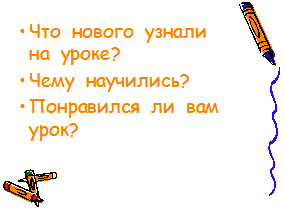 • Что нового узнали
на уроке?
• Чему научились?
• Понравился ли вам
урок?